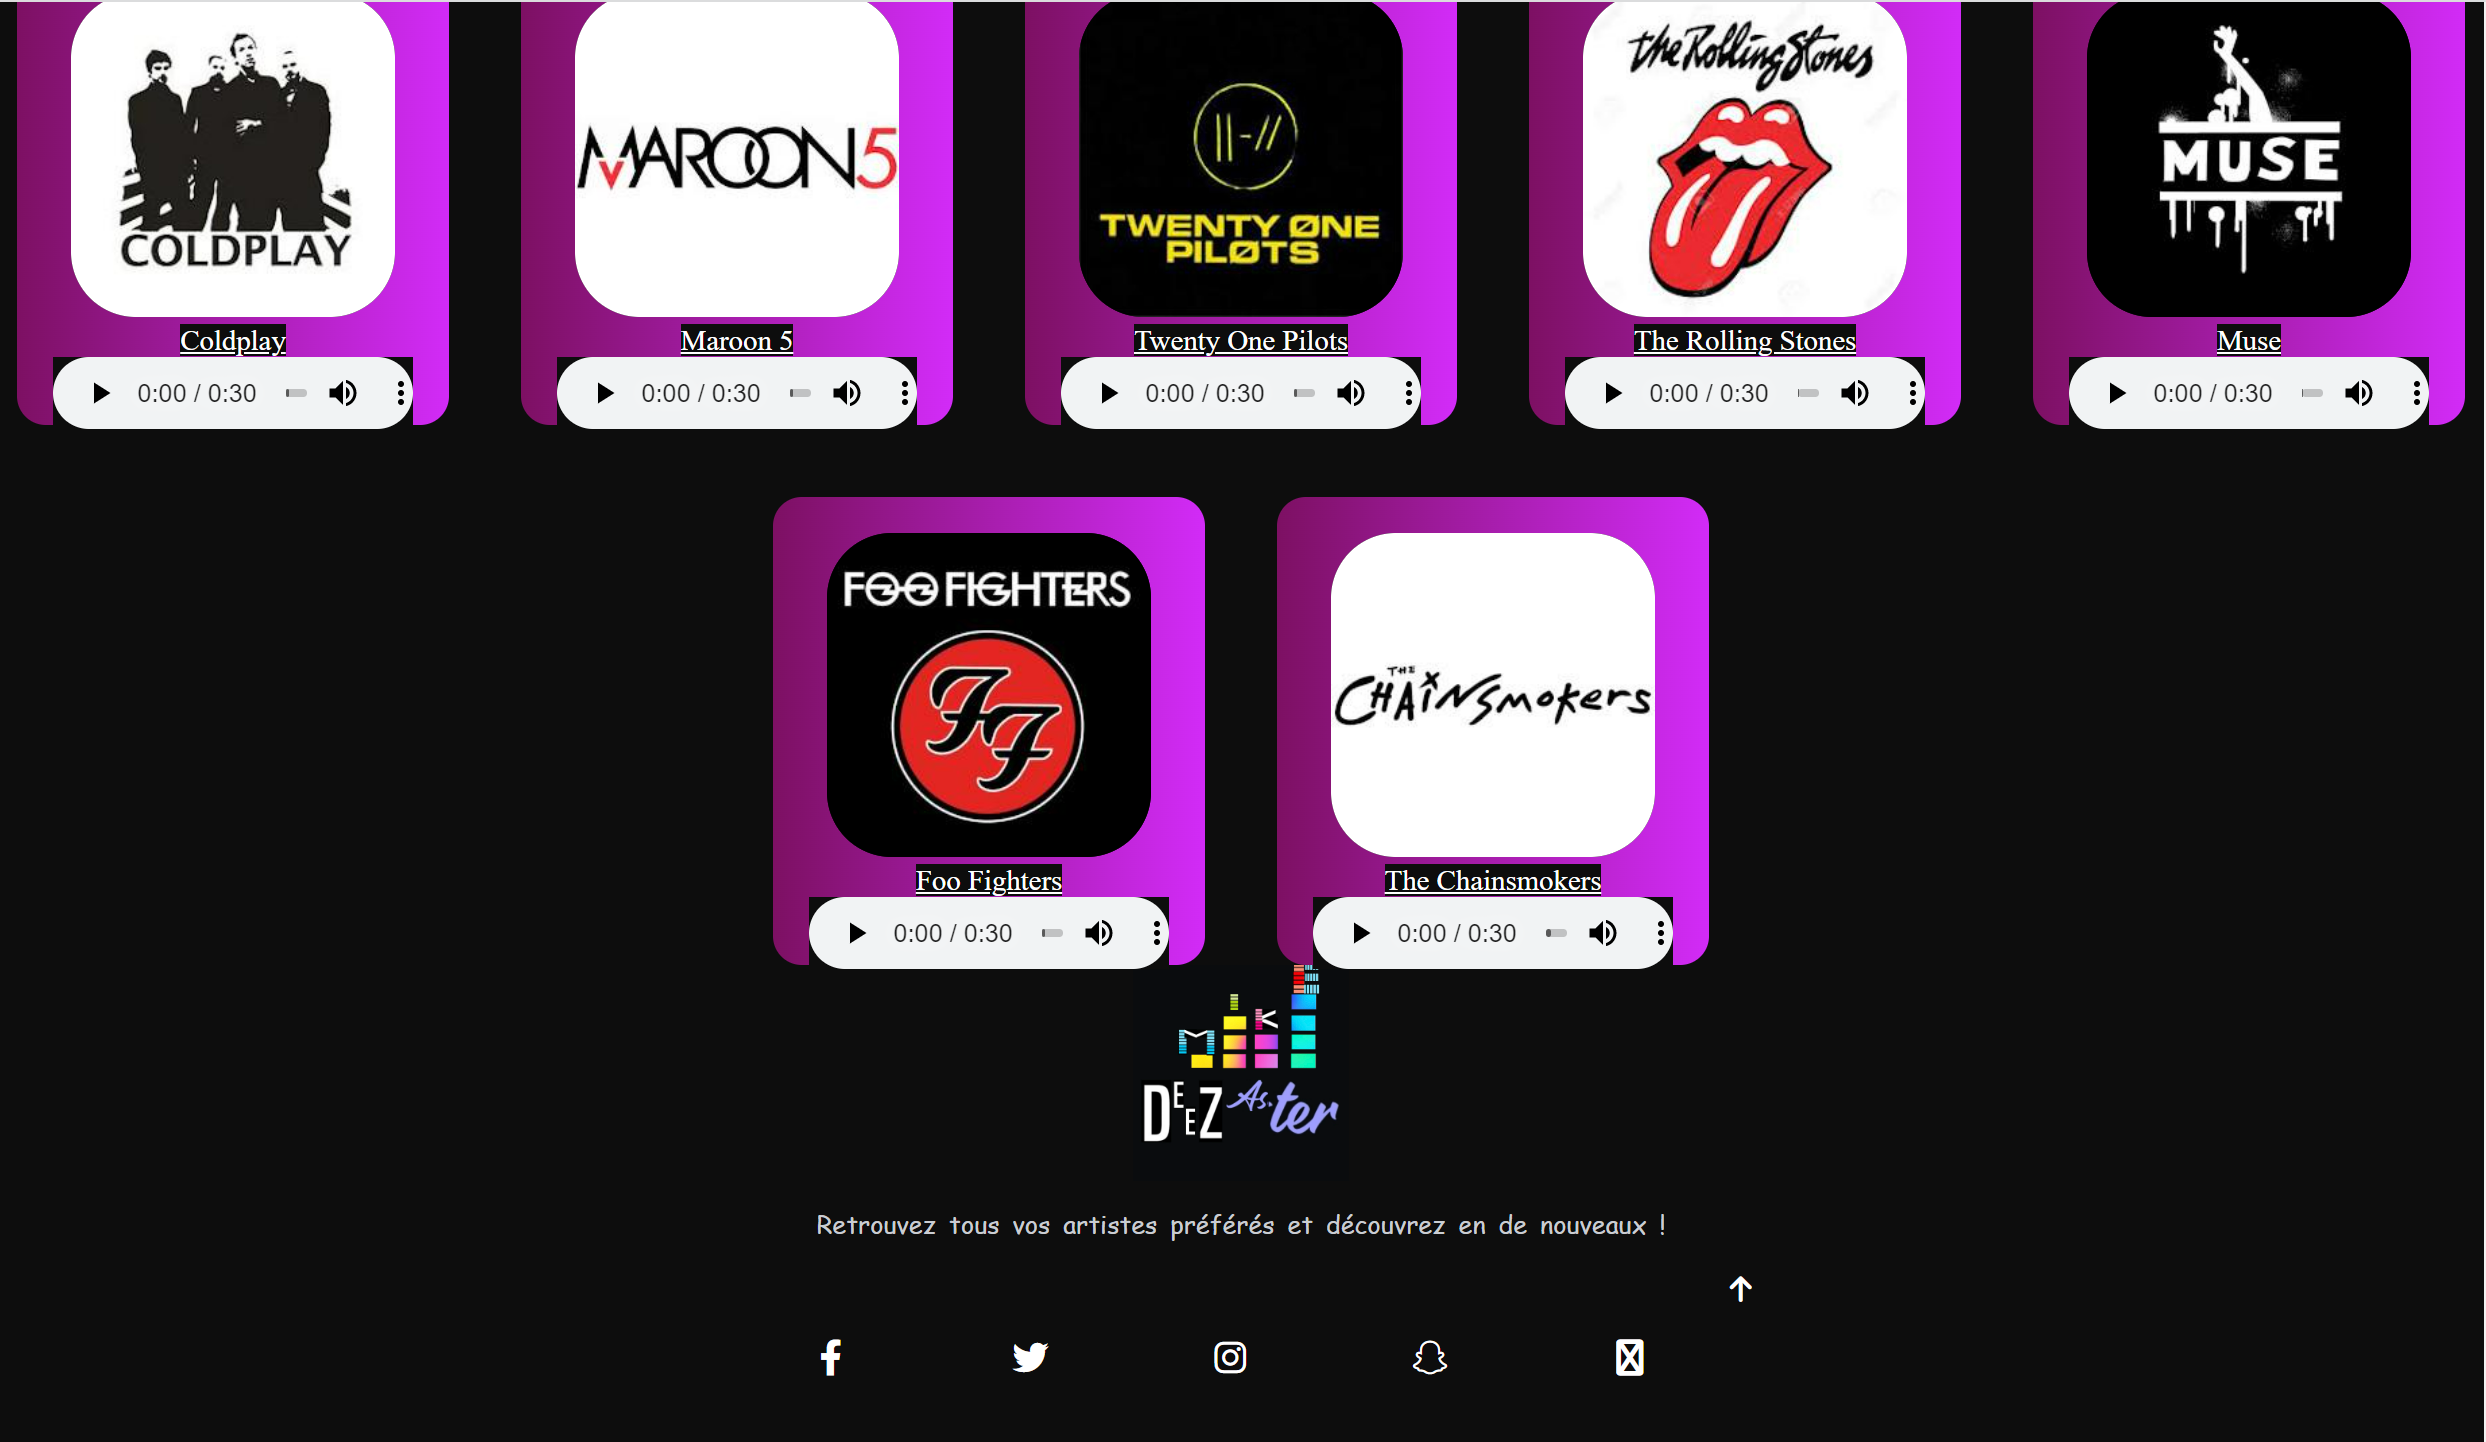 COLDPLAY
MAROON5
TWENTY ØNE
PILØTS
the Rolling Stones
MUSE
Coldplay
Maroon 5
Twenty One Pilots
The Rolling Stones
Muse
0:00 / 0:30
0:00 / 0:30
0:00 / 0:30
0:00 / 0:30
0:00 / 0:30
FOO FIGHTERS
FF
THE
CHAINSMOKERS
Foo Fighters
The Chainsmokers
0:00 / 0:30
0:00 / 0:30
MIKE
DEEZ As.ter
Retrouvez tous vos artistes préférés et découvrez en de nouveaux !